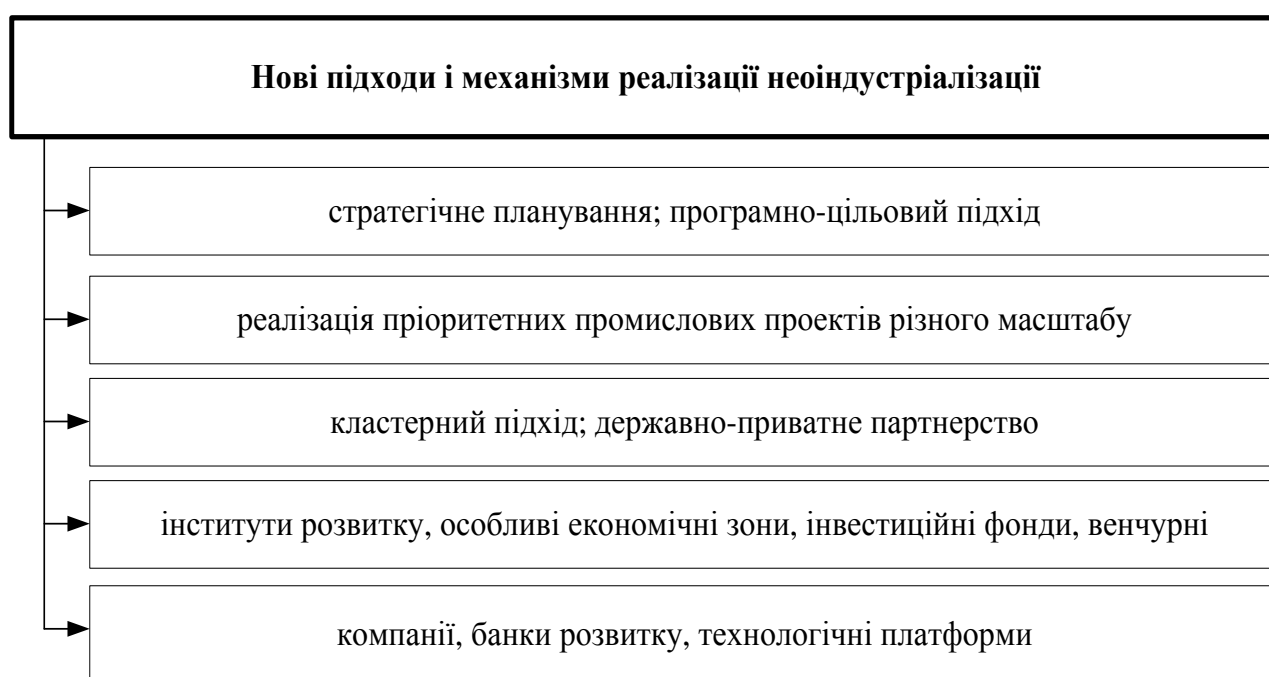 Нові підходи і механізми реалізації неоіндустріалізації
стратегічне планування; програмно-цільовий підхід
реалізація пріоритетних промислових проектів різного масштабу
кластерний підхід; державно-приватне партнерство
інститути розвитку, особливі економічні зони, інвестиційні фонди, венчурні
компанії, банки розвитку, технологічні платформи